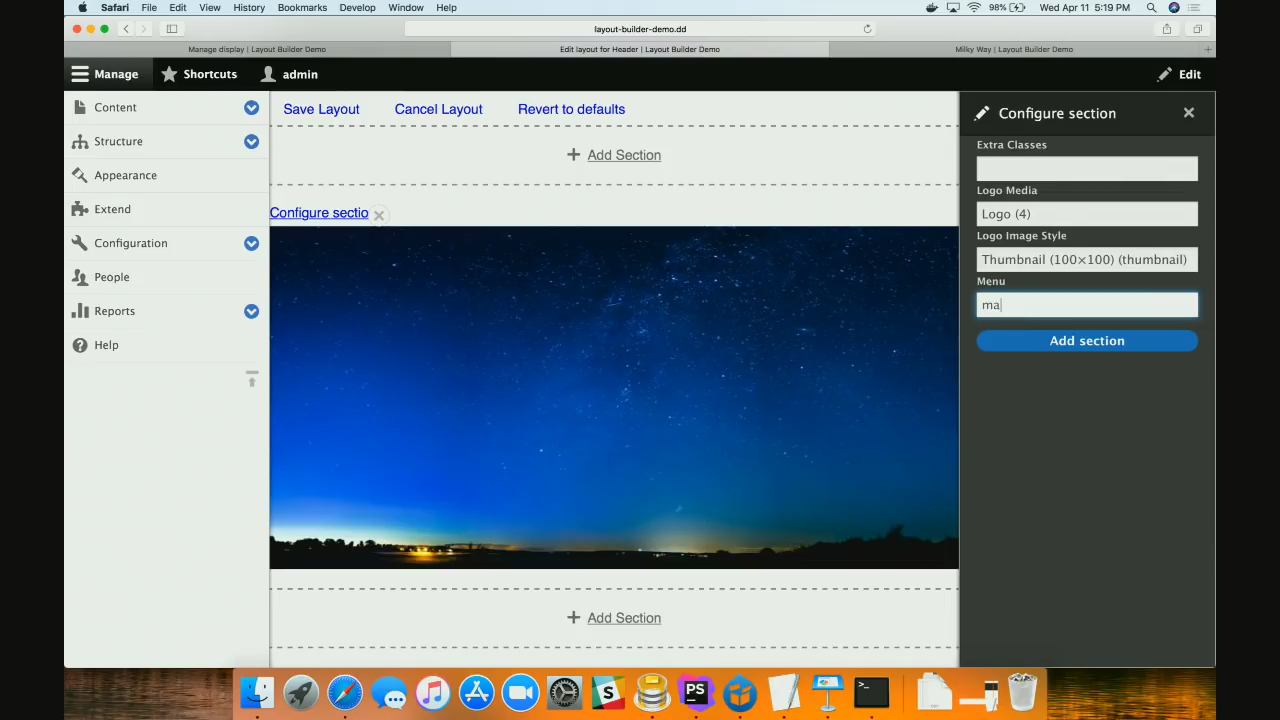 Safari File Edit View History Bookmarks Develop Window Help 98% Wed Apr 11 5:19 PM
layout-builder-demo.dd
Manage display | Layout Builder Demo
Edit layout for Header | Layout Builder Demo
Milky Way | Layout Builder Demo
Manage Shortcuts admin Edit
Content
Structure
Appearance
Extend
Configuration
People
Reports
Help
Save Layout Cancel Layout Revert to defaults
Add Section
Configure sectio
Add Section
Configure section
Extra Classes
Logo Media
Logo (4)
Logo Image Style
Thumbnail (100×100) (thumbnail)
Menu
ma
Add section
PS